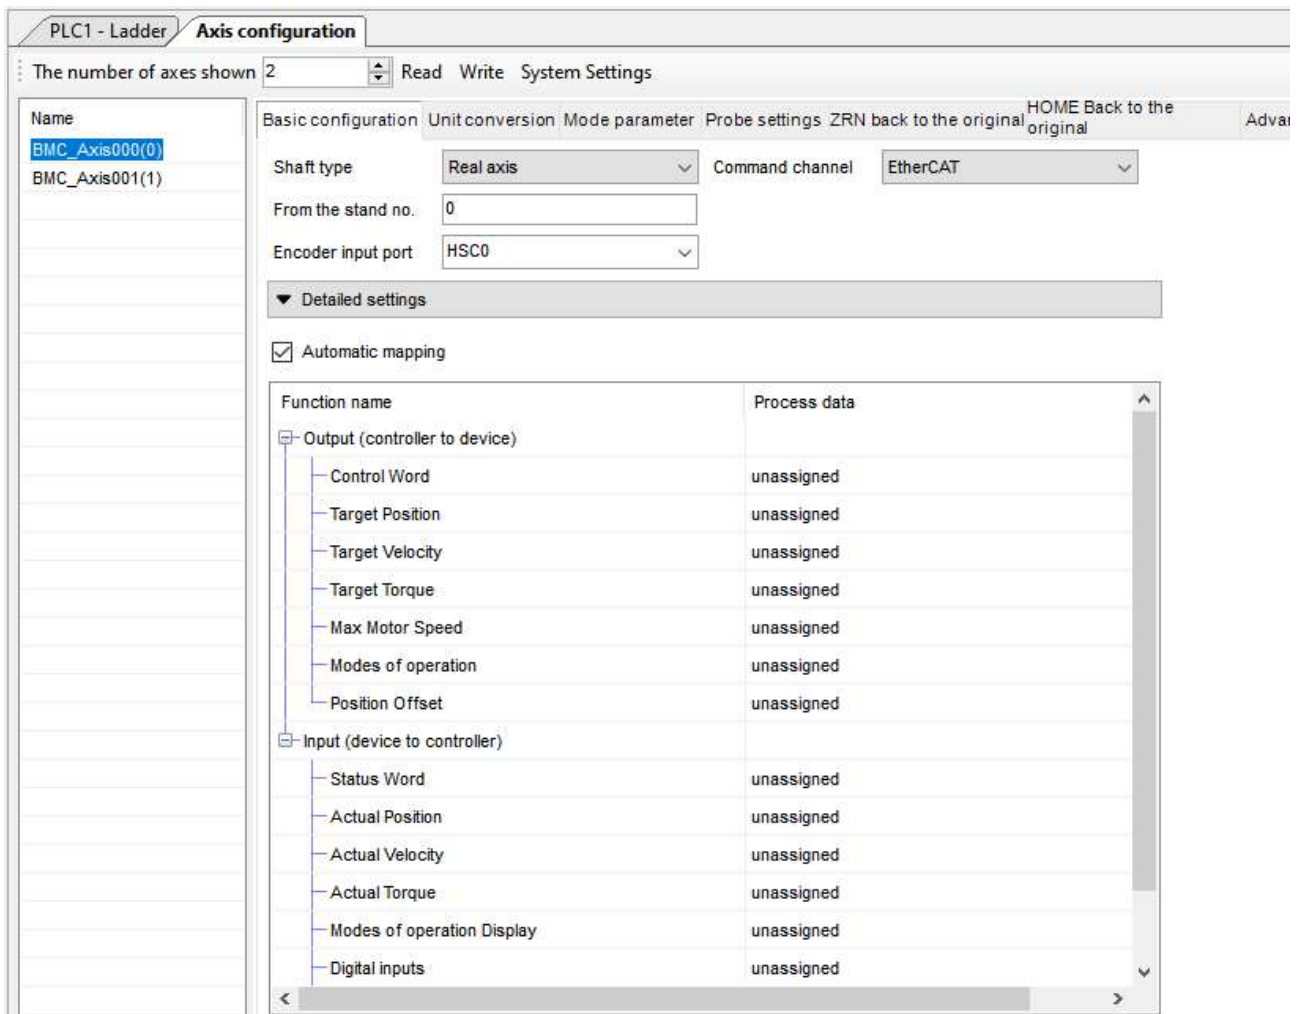 PLC1 - Ladder Axis configuration
The number of axes shown 2 Read Write System Settings
Name
BMC_Axis000(0)
BMC_Axis001(1)
Basic configuration Unit conversion Mode parameter Probe settings ZRN back to the original HOME Back to the
original Advan
Shaft type Real axis Command channel EtherCAT
From the stand no. 0
Encoder input port HSC0
Detailed settings
Automatic mapping
Function name Process data
Output (controller to device)
Control Word unassigned
Target Position unassigned
Target Velocity unassigned
Target Torque unassigned
Max Motor Speed unassigned
Modes of operation unassigned
Position Offset unassigned
Input (device to controller)
Status Word unassigned
Actual Position unassigned
Actual Velocity unassigned
Actual Torque unassigned
Modes of operation Display unassigned
Digital inputs unassigned